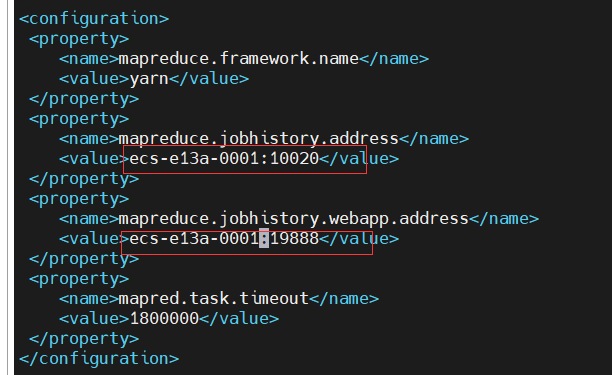 <configuration>
<property>
<name>mapreduce.framework.name</name>
<value>yarn</value>
</property>
<property>
<name>mapreduce.jobhistory.address</name>
<value>ecs-e13a-0001:10020</value>
</property>
<property>
<name>mapreduce.jobhistory.webapp.address</name>
<value>ecs-e13a-0001:19888</value>
</property>
<property>
<name>mapred.task.timeout</name>
<value>1800000</value>
</property>
</configuration>